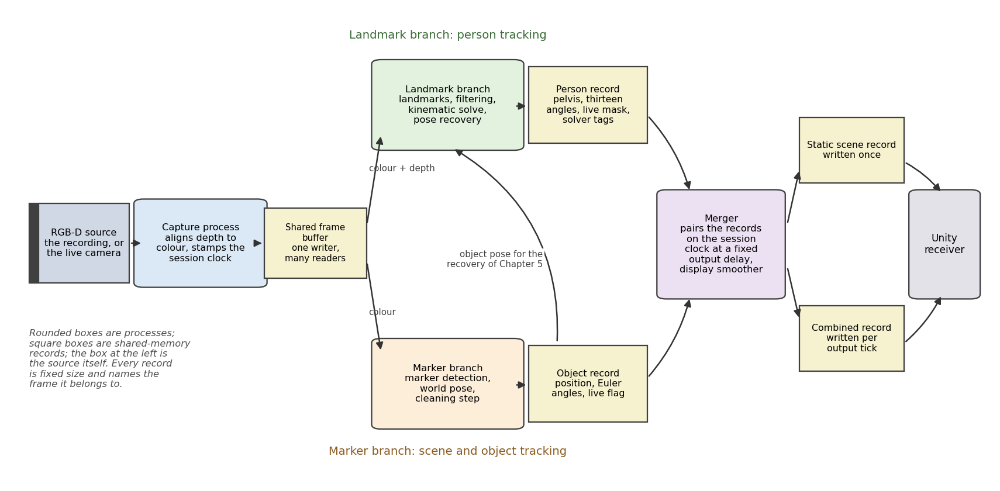 Landmark branch: person tracking
Landmark branch
landmarks, filtering,
kinematic solve,
pose recovery
Person record
pelvis, thirteen
angles, live mask,
solver tags
colour + depth
RGB-D source
the recording, or
the live camera
Capture process
aligns depth to
colour, stamps the
session clock
Shared frame
buffer
one writer,
many readers
object pose for the
recovery of Chapter 5
Merger
pairs the records
on the session
clock at a fixed
output delay,
display smoother
Static scene record
written once
Unity
receiver
Combined record
written per
output tick
colour
Rounded boxes are processes;
square boxes are shared-memory
records; the box at the left is
the source itself. Every record
is fixed size and names the
frame it belongs to.
Marker branch
marker detection,
world pose,
cleaning step
Object record
position, Euler
angles, live flag
Marker branch: scene and object tracking